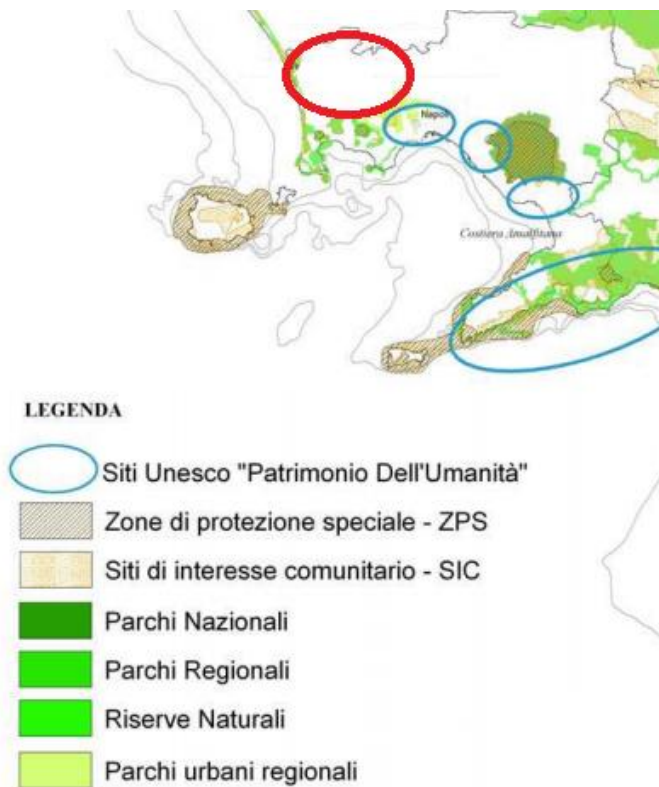 Napoli
Costiera Amalfitana
LEGENDA
Siti Unesco "Patrimonio Dell'Umanità"
Zone di protezione speciale - ZPS
Siti di interesse comunitario - SIC
Parchi Nazionali
Parchi Regionali
Riserve Naturali
Parchi urbani regionali